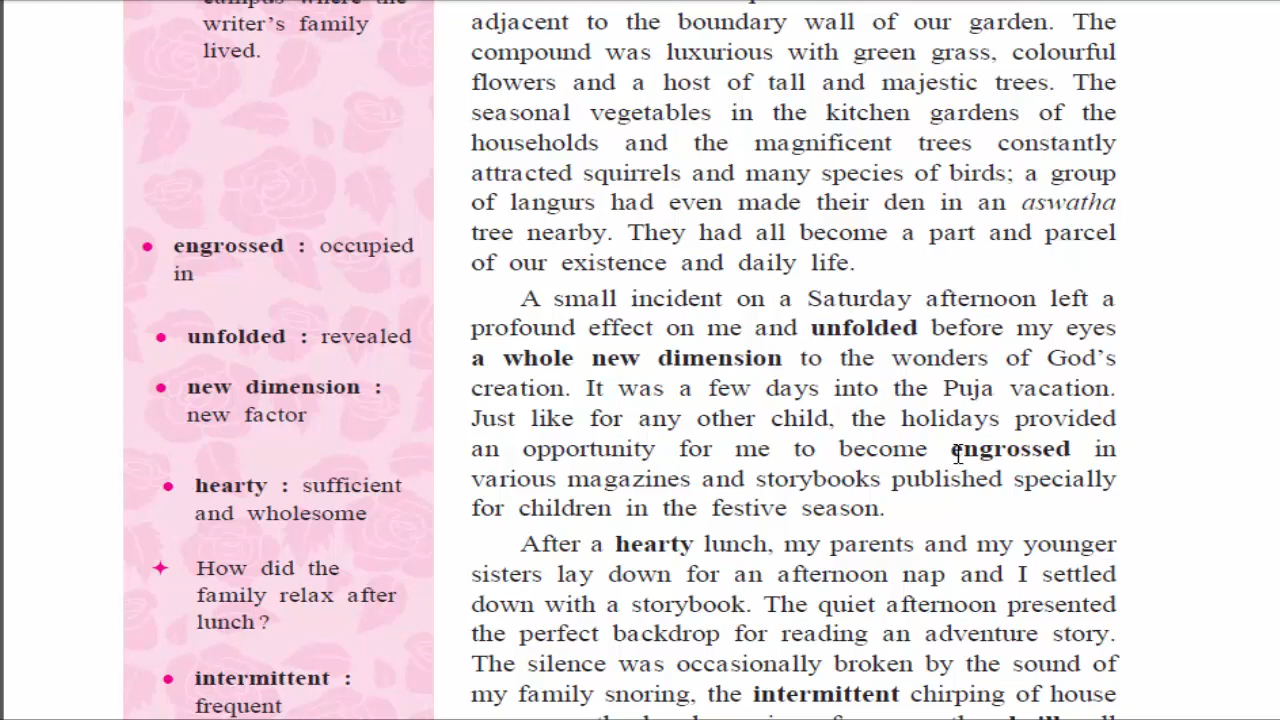 writer's family
lived.
engrossed : occupied
in
unfolded : revealed
new dimension :
new factor
hearty : sufficient
and wholesome
How did the
family relax after
lunch ?
intermittent :
frequent
adjacent to the boundary wall of our garden. The
compound was luxurious with green grass, colourful
flowers and a host of tall and majestic trees. The
seasonal vegetables in the kitchen gardens of the
households and the magnificent trees constantly
attracted squirrels and many species of birds; a group
of langurs had even made their den in an aswatha
tree nearby. They had all become a part and parcel
of our existence and daily life.
A small incident on a Saturday afternoon left a
profound effect on me and unfolded before my eyes
a whole new dimension to the wonders of God's
creation. It was a few days into the Puja vacation.
Just like for any other child, the holidays provided
an opportunity for me to become engrossed in
various magazines and storybooks published specially
for children in the festive season.
After a hearty lunch, my parents and my younger
sisters lay down for an afternoon nap and I settled
down with a storybook. The quiet afternoon presented
the perfect backdrop for reading an adventure story.
The silence was occasionally broken by the sound of
my family snoring, the intermittent chirping of house